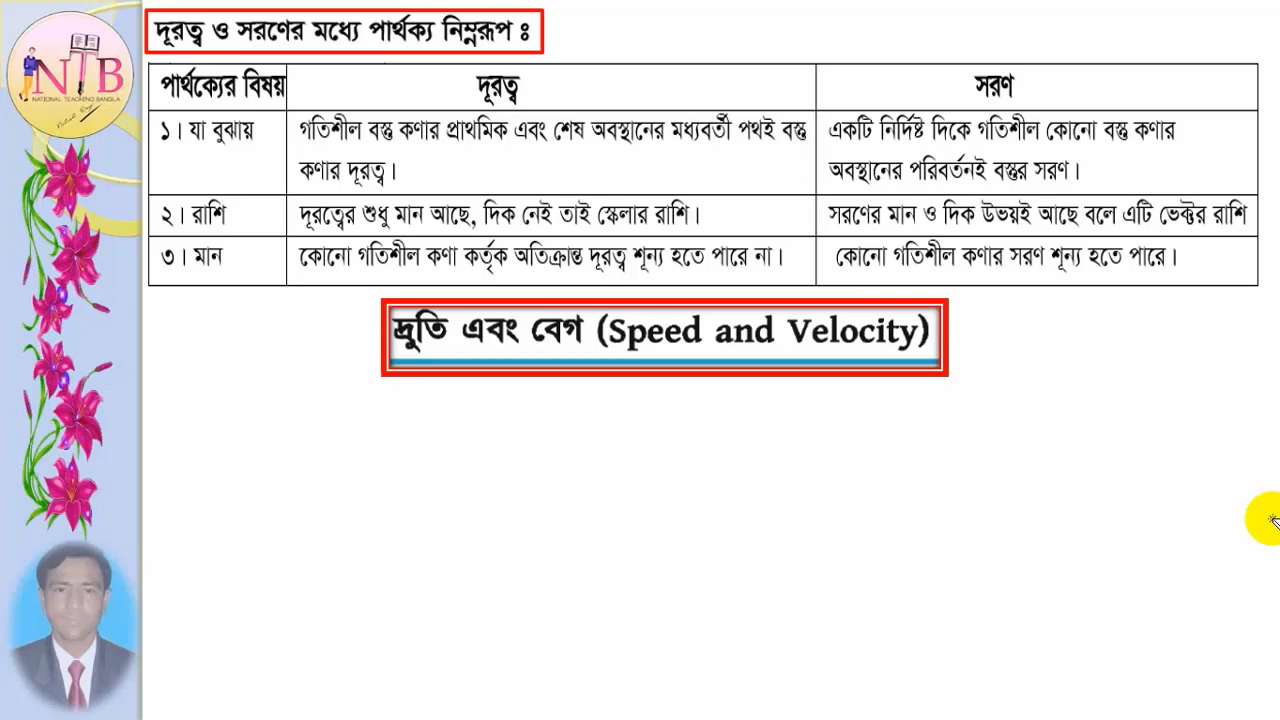 NTB
NATIONAL TEACHING BANGLA
দূরত্ব ও সরণের মধ্যে পার্থক্য নিম্নরূপ ঃ
পার্থক্যের বিষয় দূরত্ব সরণ
১। যা বুঝায় গতিশীল বস্তু কণার প্রাথমিক এবং শেষ অবস্থানের মধ্যবর্তী পথই বস্তু একটি নির্দিষ্ট দিকে গতিশীল কোনো বস্তু কণার
কণার দূরত্ব। অবস্থানের পরিবর্তনই বস্তুর সরণ।
২। রাশি দূরত্বের শুধু মান আছে, দিক নেই তাই স্কেলার রাশি। সরণের মান ও দিক উভয়ই আছে বলে এটি ভেক্টর রাশি
৩। মান কোনো গতিশীল কণা কর্তৃক অতিক্রান্ত দূরত্ব শূন্য হতে পারে না। কোনো গতিশীল কণার সরণ শূন্য হতে পারে।
দ্রুতি এবং বেগ (Speed and Velocity)